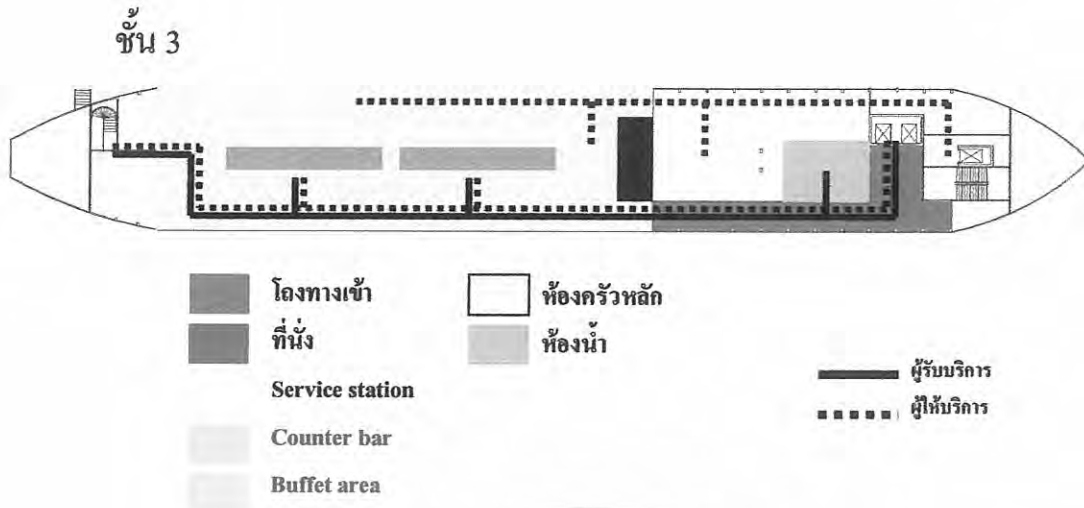 ชั้น 3
โถงทางเข้า
ที่นั่ง
Service station
Counter bar
Buffet area
ห้องครัวหลัก
ห้องน้ำ
ผู้รับบริการ
ผู้ให้บริการ